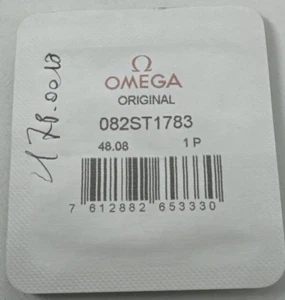 Ω
OMEGA
ORIGINAL
082ST1783
48.08 1 P
7 612882 653330